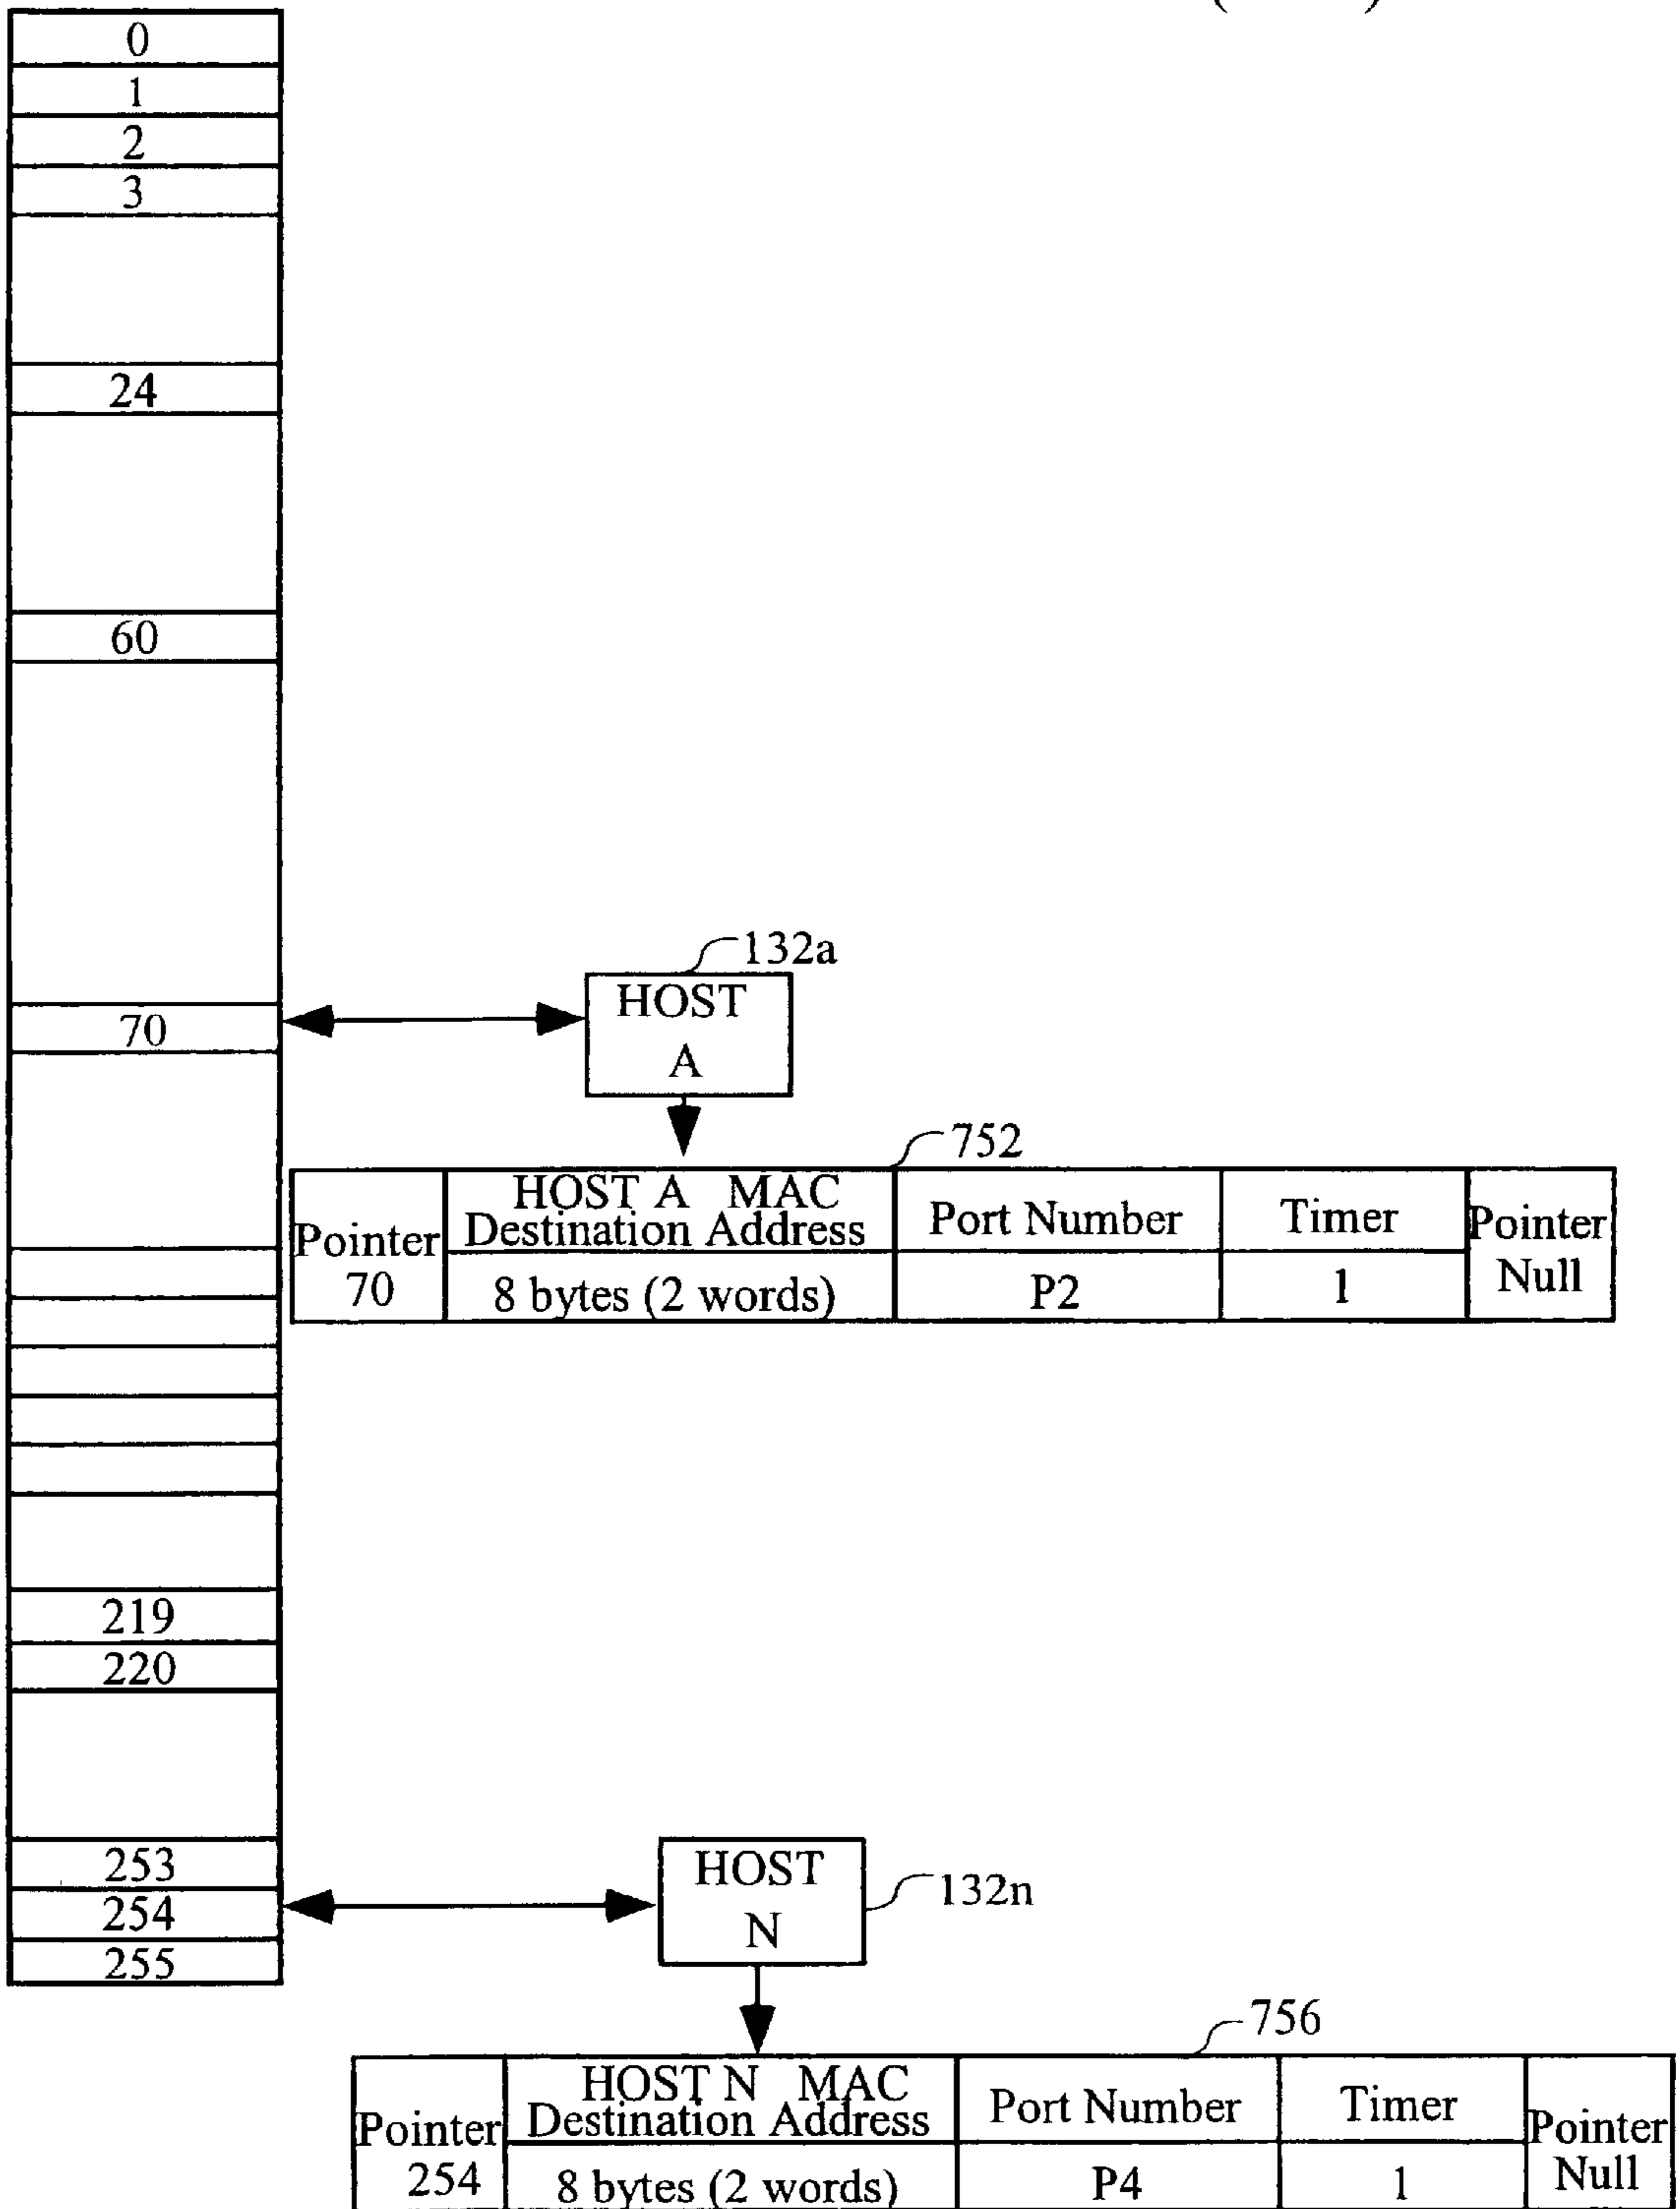 0
1
2
3
24
60
132a
HOST
A
70
752
Pointer
70
HOST A MAC
Destination Address
8 bytes (2 words)
Port Number
P2
Timer
1
Pointer
Null
219
220
253
254
255
HOST
N
132n
756
Pointer
254
HOST N MAC
Destination Address
8 bytes (2 words)
Port Number
P4
Timer
1
Pointer
Null